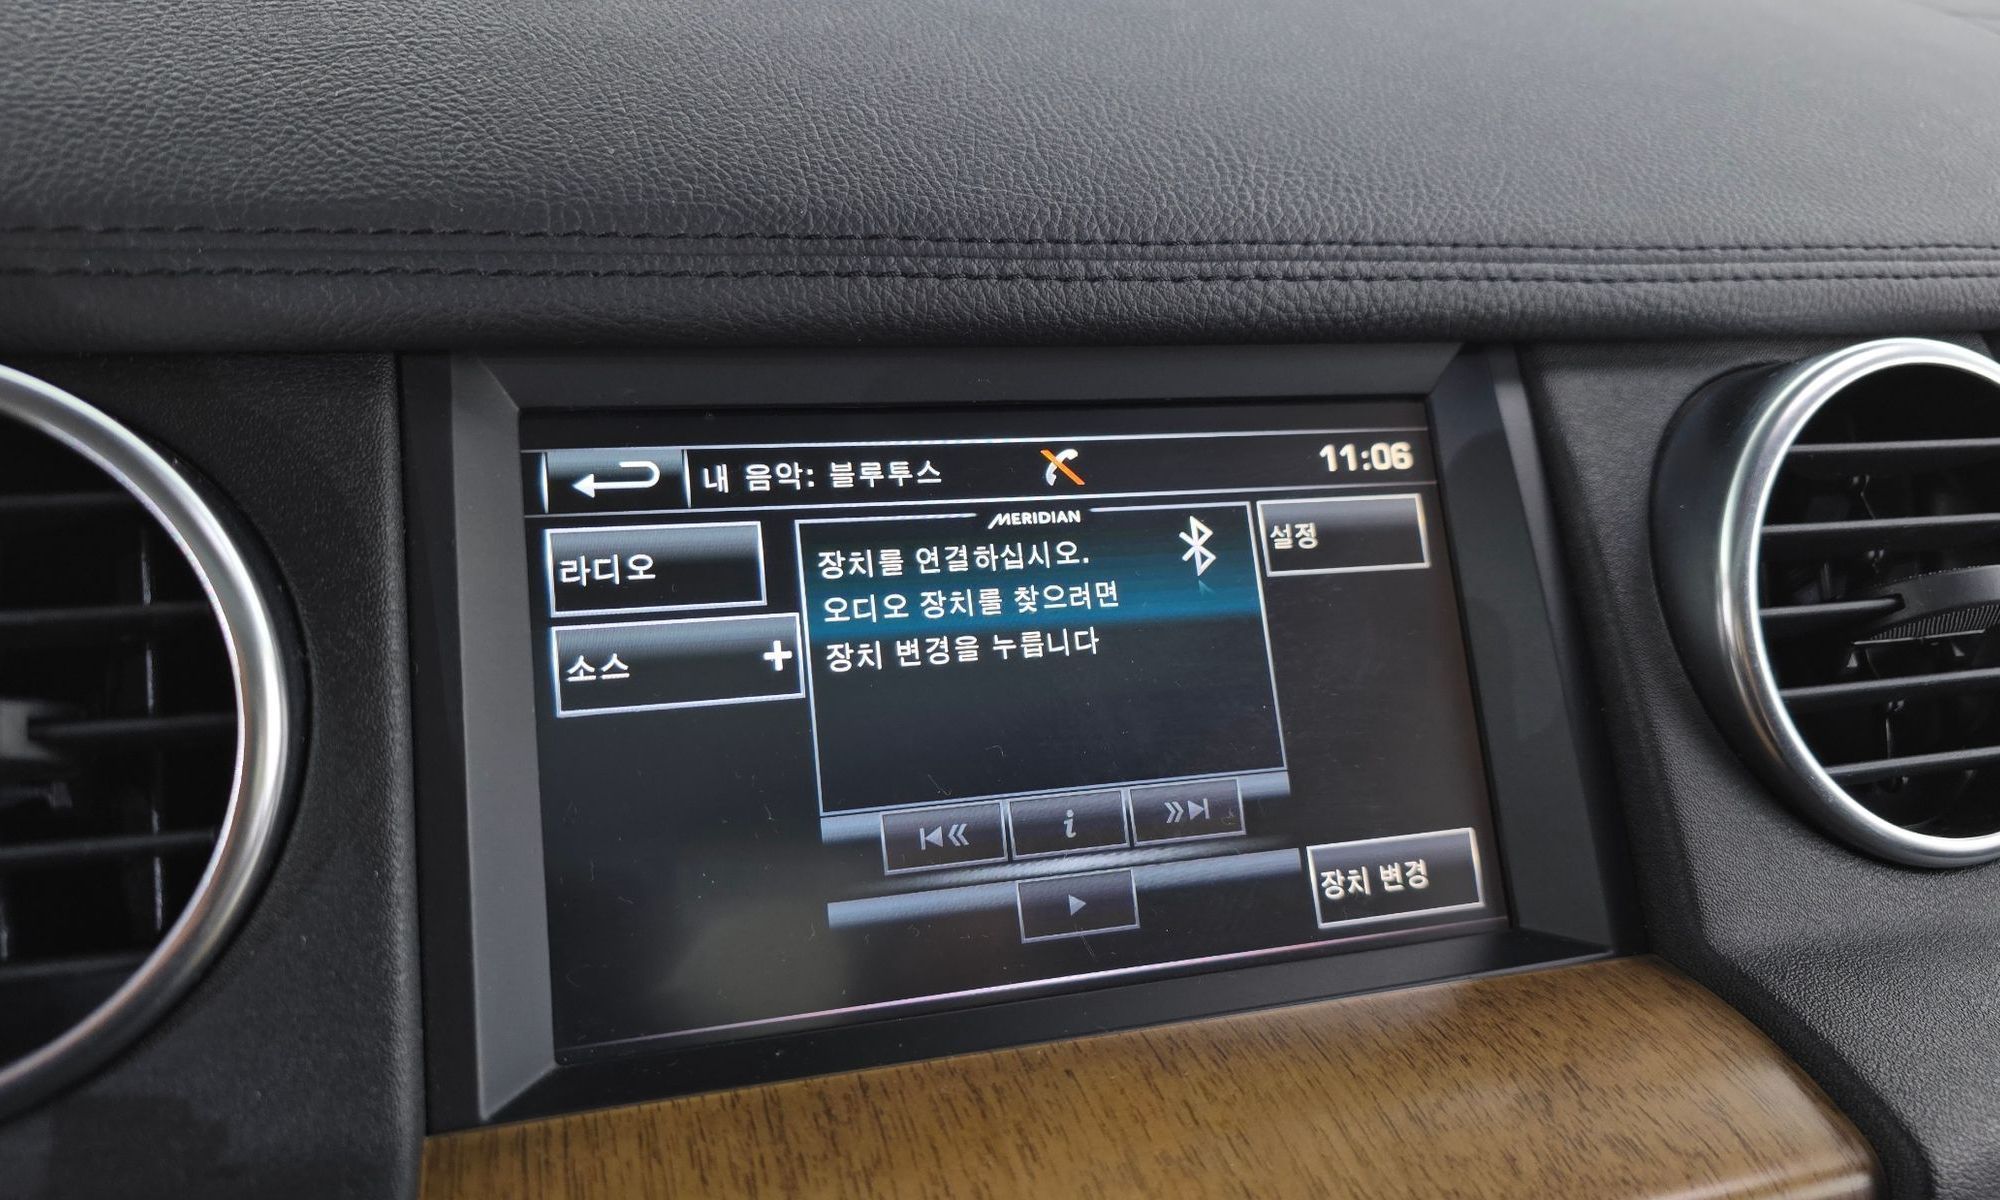 내 음악: 블루투스
11:06
라디오
소스 +
MERIDIAN
장치를 연결하십시오.
오디오 장치를 찾으려면
장치 변경을 누릅니다
설정
i
장치 변경